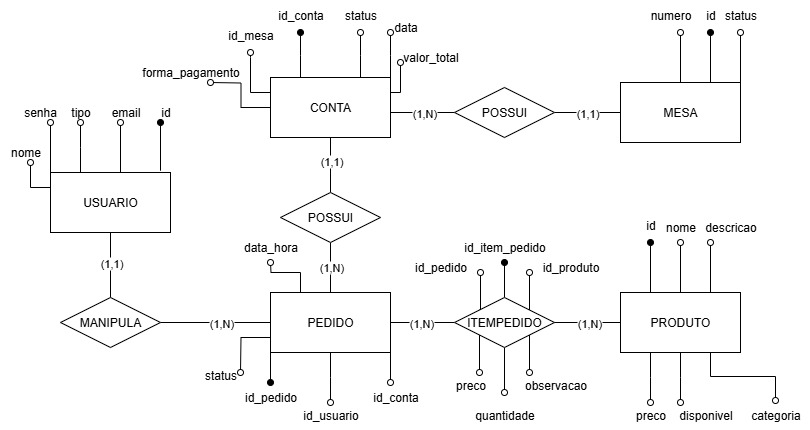 id_conta
status
data
id_mesa
valor_total
forma_pagamento
CONTA
(1,N)
POSSUI
(1,1)
numero
id
status
MESA
senha
tipo
email
id
nome
USUARIO
(1,1)
POSSUI
(1,N)
(1,1)
MANIPULA
(1,N)
data_hora
PEDIDO
status
id_pedido
id_usuario
id_conta
(1,N)
id_item_pedido
id_pedido
id_produto
ITEMPEDIDO
preco
observacao
quantidade
(1,N)
id
nome
descricao
PRODUTO
preco
disponivel
categoria